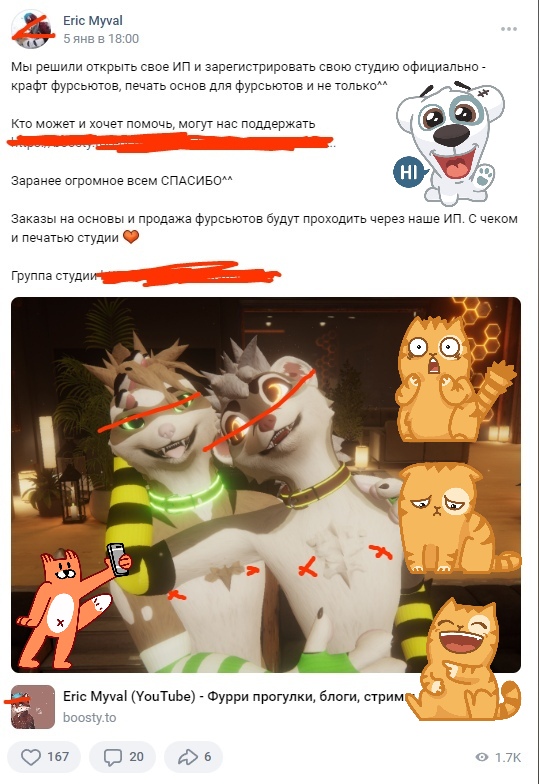 Eric Myval
5 янв в 18:00
Мы решили открыть свое ИП и зарегистрировать свою студию официально -
крафт фурсьютов, печать основ для фурсьютов и не только^^
Кто может и хочет помочь, могут нас поддержать
Заранее огромное всем СПАСИБО^^
Заказы на основы и продажа фурсьютов будут проходить через наше ИП. С чеком
и печатью студии
Группа студии
HI
Eric Myval (YouTube) - Фурри прогулки, блоги, стрим
boosty.to
167
20
6
1.7K